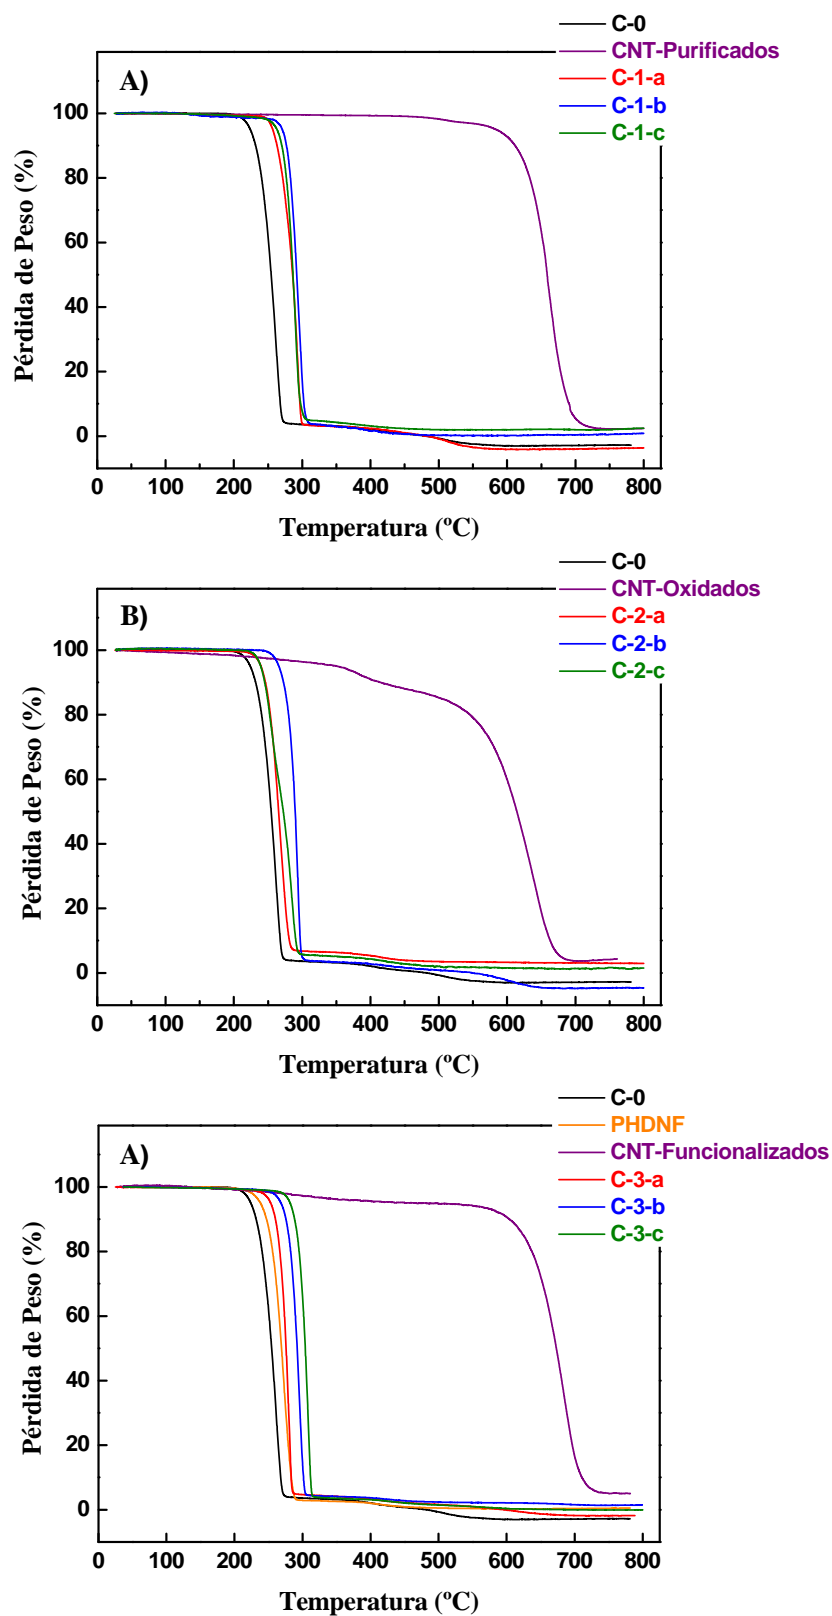 C-0
CNT-Purificados
C-1-a
C-1-b
C-1-c
A)
100
80
60
40
20
0
Pérdida de Peso (%)
0 100 200 300 400 500 600 700 800
Temperatura (ºC)
C-0
CNT-Oxidados
C-2-a
C-2-b
C-2-c
B)
100
80
60
40
20
0
Pérdida de Peso (%)
0 100 200 300 400 500 600 700 800
Temperatura (ºC)
C-0
PHDNF
CNT-Funcionalizados
C-3-a
C-3-b
C-3-c
A)
100
80
60
40
20
0
Pérdida de Peso (%)
0 100 200 300 400 500 600 700 800
Temperatura (ºC)